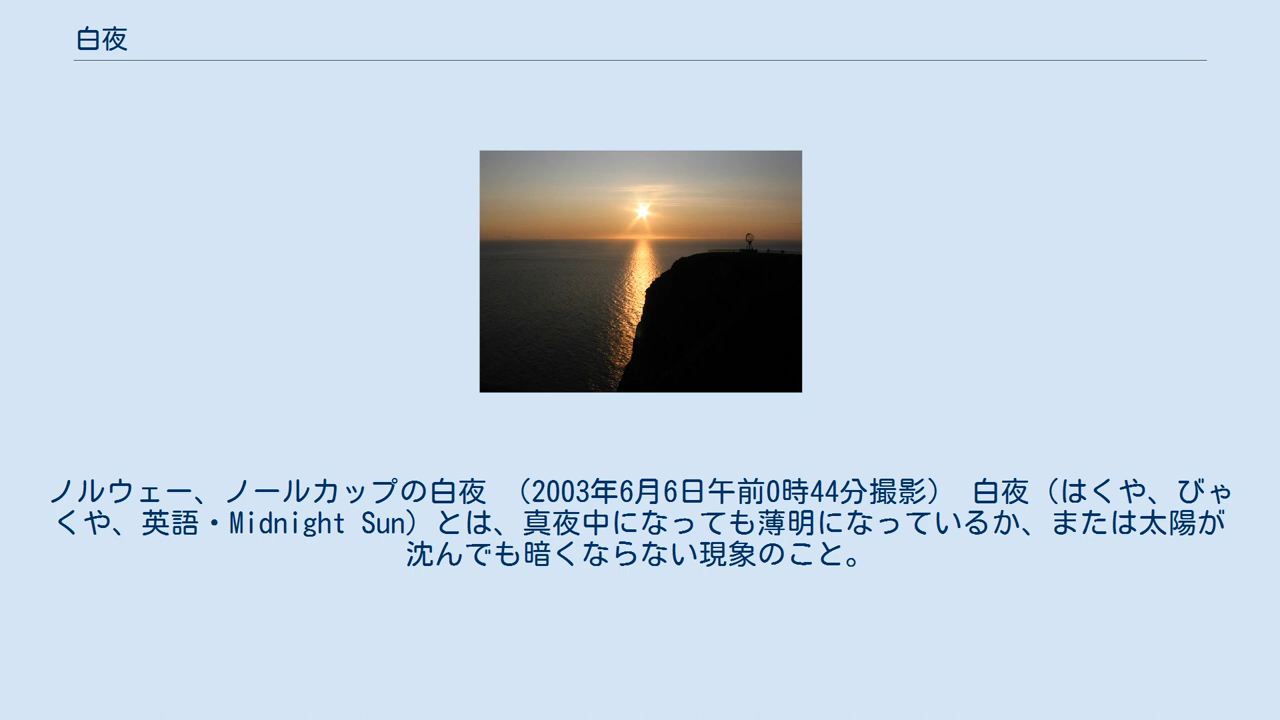 白夜
ノルウェー、ノールカップの白夜 （2003年6月6日午前0時44分撮影） 白夜（はくや、びゃ
くや、英語・Midnight Sun）とは、真夜中になっても薄明になっているか、または太陽が
沈んでも暗くならない現象のこと。